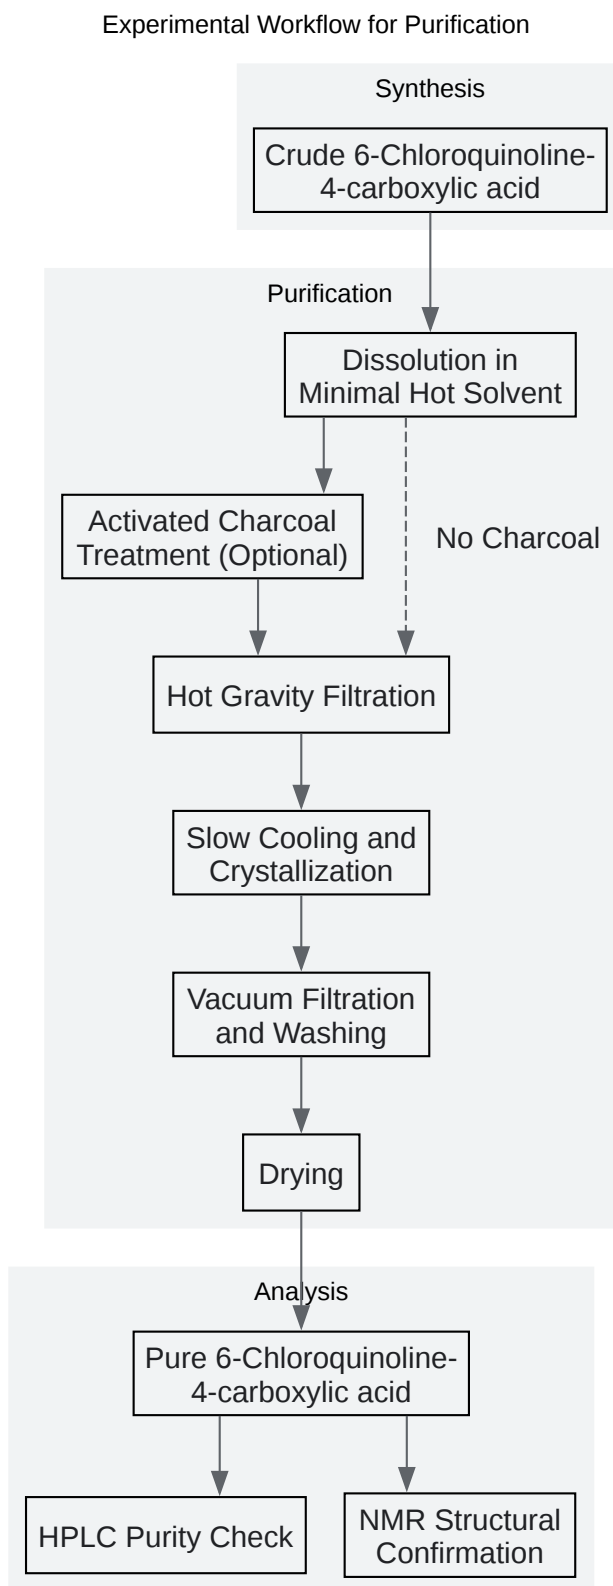 Experimental Workflow for Purification
Synthesis
Crude 6-Chloroquinoline-
4-carboxylic acid
Purification
Dissolution in
Minimal Hot Solvent
Activated Charcoal
Treatment (Optional)
No Charcoal
Hot Gravity Filtration
Slow Cooling and
Crystallization
Vacuum Filtration
and Washing
Drying
Analysis
Pure 6-Chloroquinoline-
4-carboxylic acid
HPLC Purity Check
NMR Structural
Confirmation